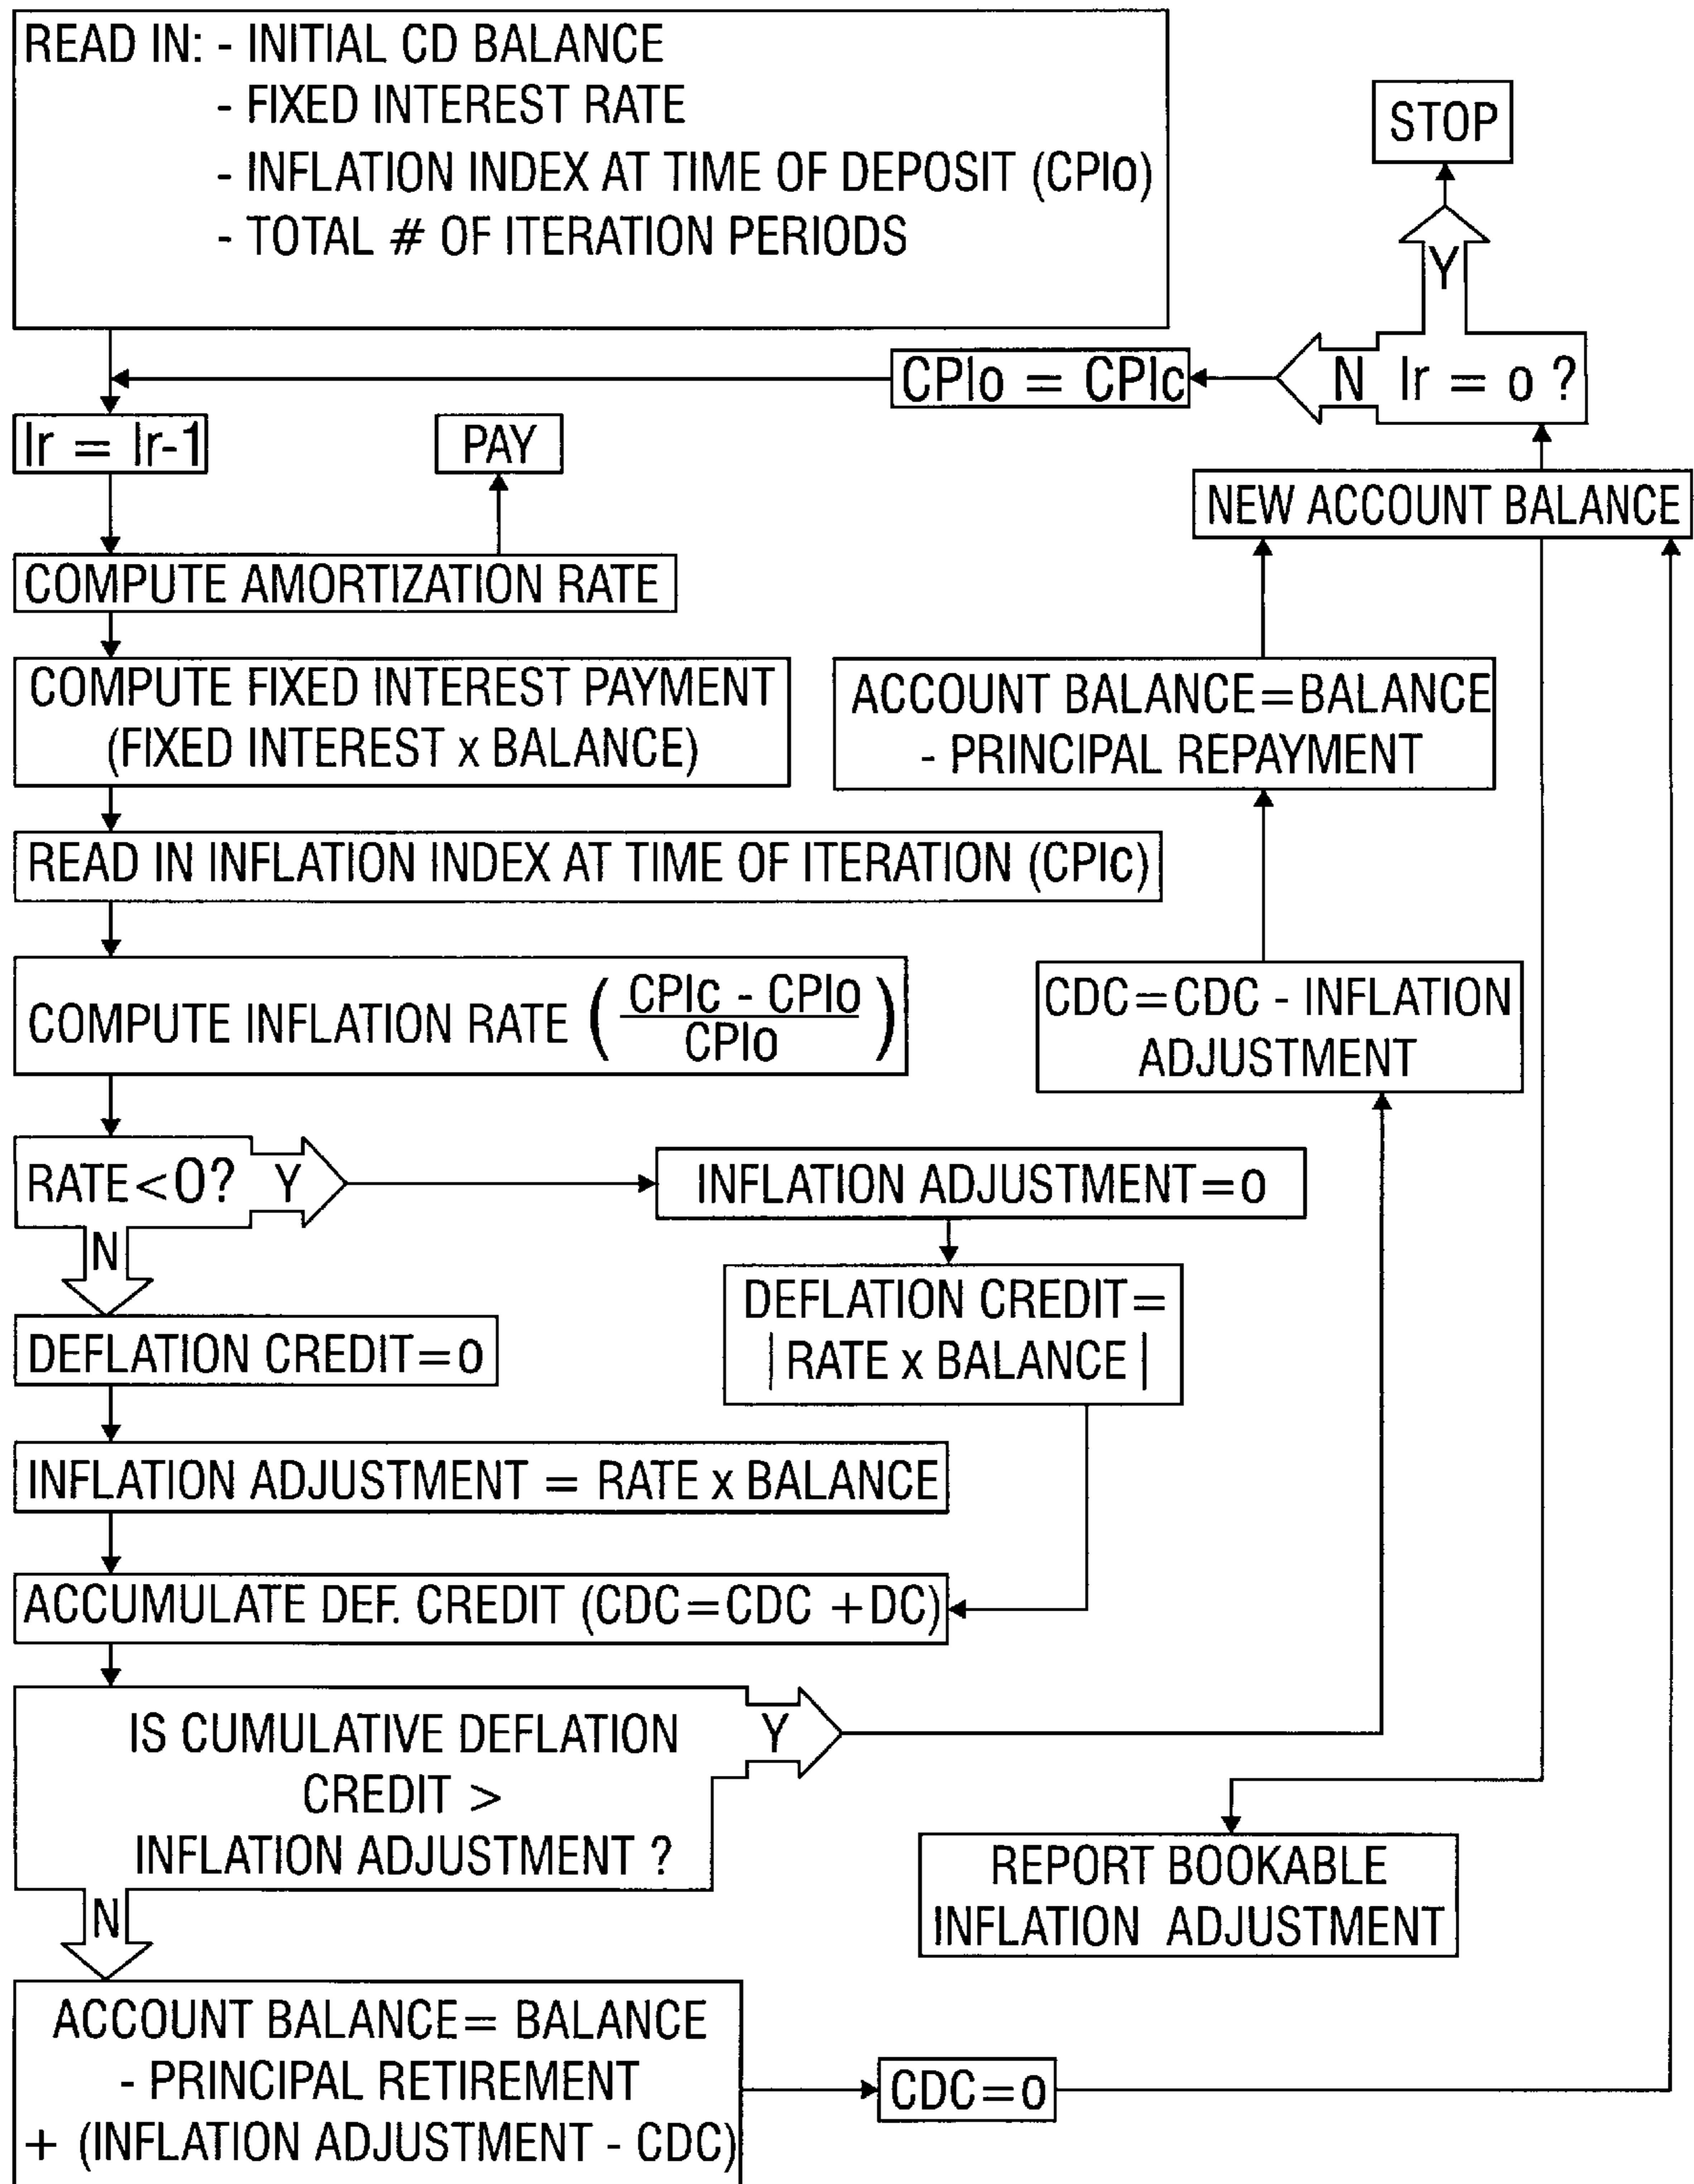 READ IN: - INITIAL CD BALANCE
- FIXED INTEREST RATE
- INFLATION INDEX AT TIME OF DEPOSIT (CPIo)
- TOTAL # OF ITERATION PERIODS
STOP
Y
CPIo = CPIc
N Ir = o ?
Ir = Ir-1
PAY
NEW ACCOUNT BALANCE
COMPUTE AMORTIZATION RATE
COMPUTE FIXED INTEREST PAYMENT
(FIXED INTEREST x BALANCE)
ACCOUNT BALANCE=BALANCE
- PRINCIPAL REPAYMENT
READ IN INFLATION INDEX AT TIME OF ITERATION (CPIc)
COMPUTE INFLATION RATE ( CPIc - CPIo
CPIo )
CDC=CDC - INFLATION
ADJUSTMENT
RATE<0? Y
N
INFLATION ADJUSTMENT=o
DEFLATION CREDIT=
| RATE x BALANCE |
DEFLATION CREDIT=o
INFLATION ADJUSTMENT = RATE x BALANCE
ACCUMULATE DEF. CREDIT (CDC=CDC +DC)
IS CUMULATIVE DEFLATION
CREDIT >
INFLATION ADJUSTMENT ?
Y
N
REPORT BOOKABLE
INFLATION ADJUSTMENT
ACCOUNT BALANCE= BALANCE
- PRINCIPAL RETIREMENT
+ (INFLATION ADJUSTMENT - CDC)
CDC=o